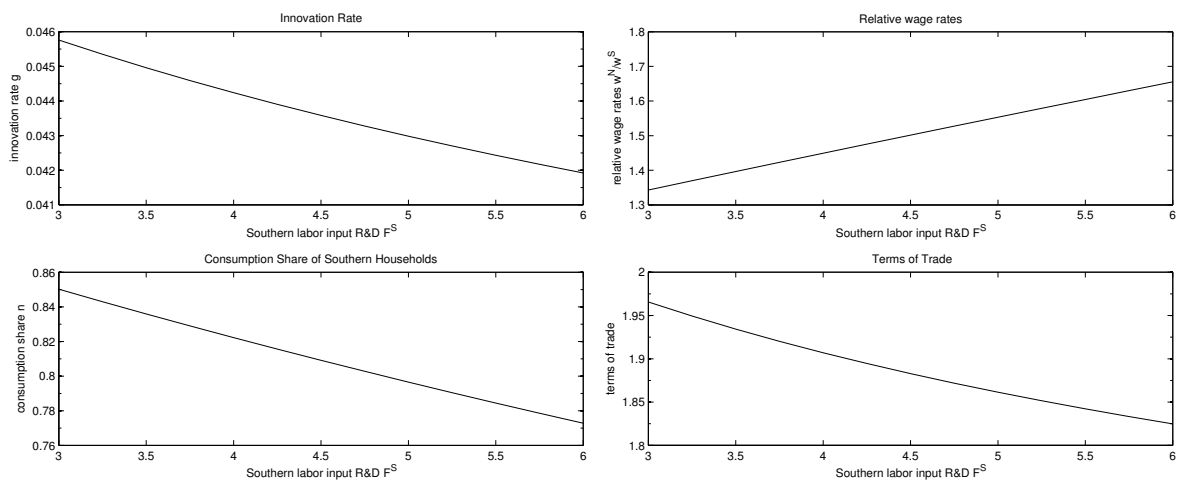 Innovation Rate
0.046
0.045
0.044
0.043
0.042
0.041
innovation rate g
3 3.5 4 4.5 5 5.5 6
Southern labor input R&D F^S
Relative wage rates
1.8
1.7
1.6
1.5
1.4
1.3
relative wage rates w^N/w^S
3 3.5 4 4.5 5 5.5 6
Southern labor input R&D F^S
Consumption Share of Southern Households
0.86
0.84
0.82
0.8
0.78
0.76
consumption share n
3 3.5 4 4.5 5 5.5 6
Southern labor input R&D F^S
Terms of Trade
2
1.95
1.9
1.85
1.8
terms of trade
3 3.5 4 4.5 5 5.5 6
Southern labor input R&D F^S